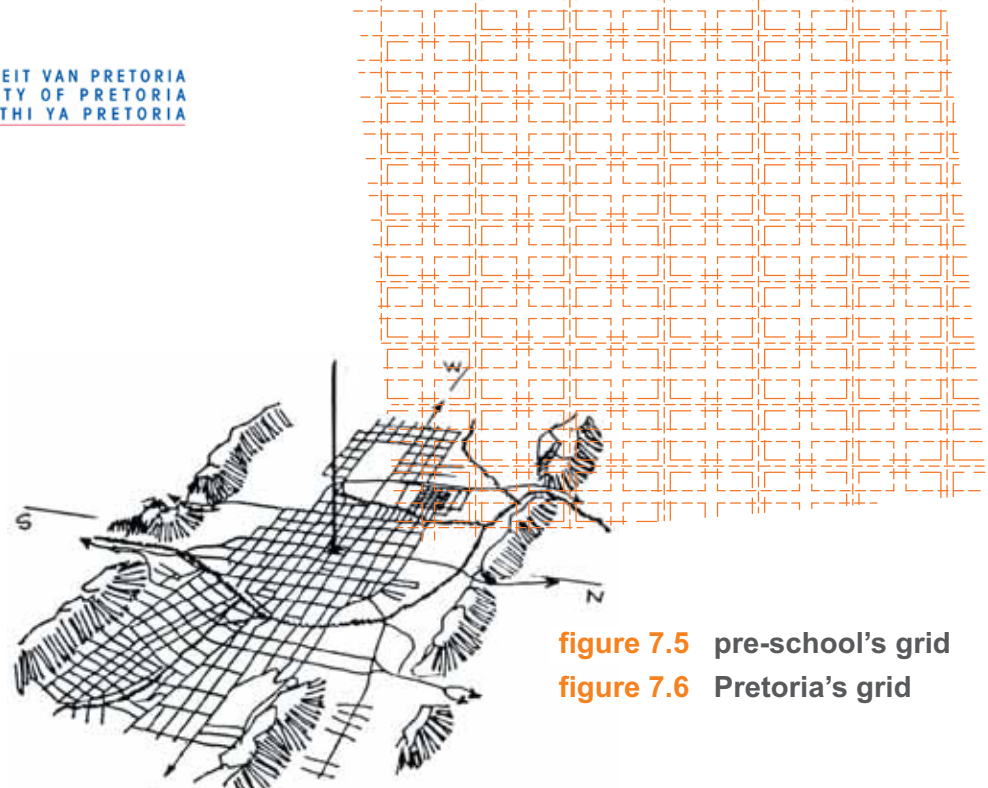 EIT VAN PRETORIA
TY OF PRETORIA
THI YA PRETORIA
W
S
N
figure 7.5 pre-school's grid
figure 7.6 Pretoria's grid